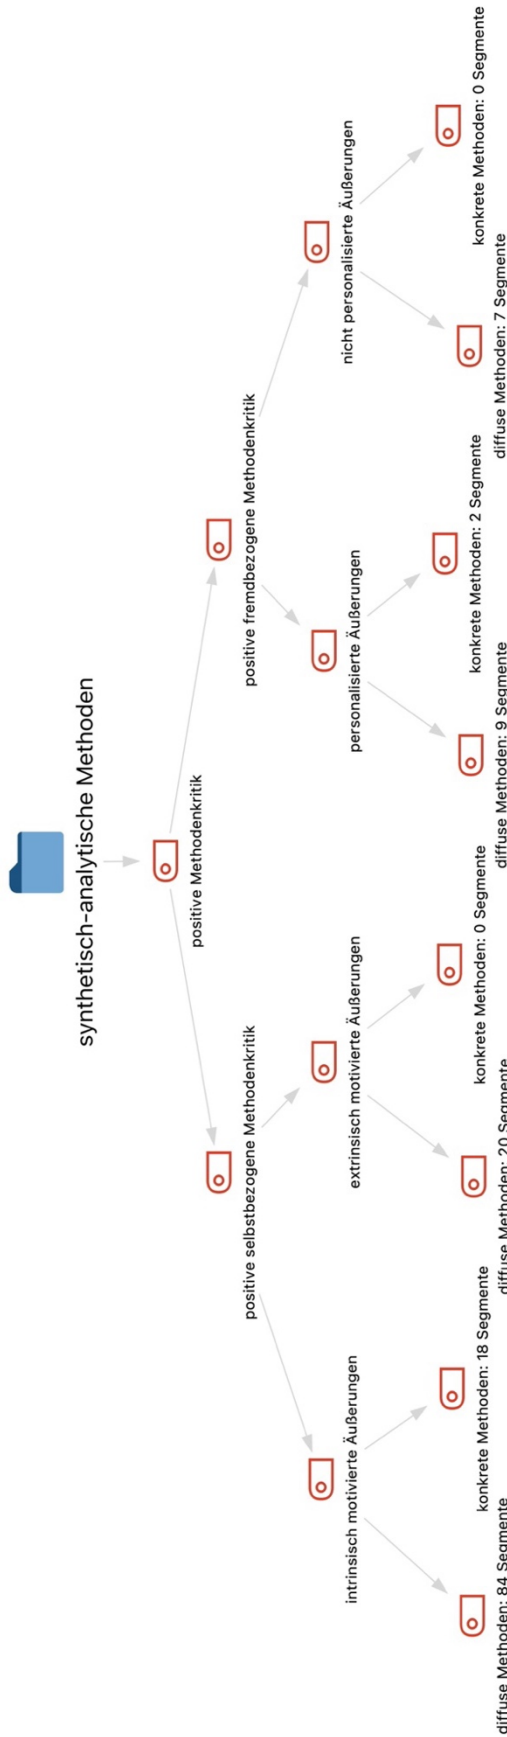 synthetisch-analytische Methoden
positive Methodenkritik
positive selbstbezogene Methodenkritik
positive fremdbezogene Methodenkritik
intrinsisch motivierte Äußerungen
extrinsisch motivierte Äußerungen
personalisierte Äußerungen
nicht personalisierte Äußerungen
diffuse Methoden: 84 Segmente
konkrete Methoden: 18 Segmente
diffuse Methoden: 20 Segmente
konkrete Methoden: 0 Segmente
diffuse Methoden: 9 Segmente
konkrete Methoden: 2 Segmente
diffuse Methoden: 7 Segmente
konkrete Methoden: 0 Segmente